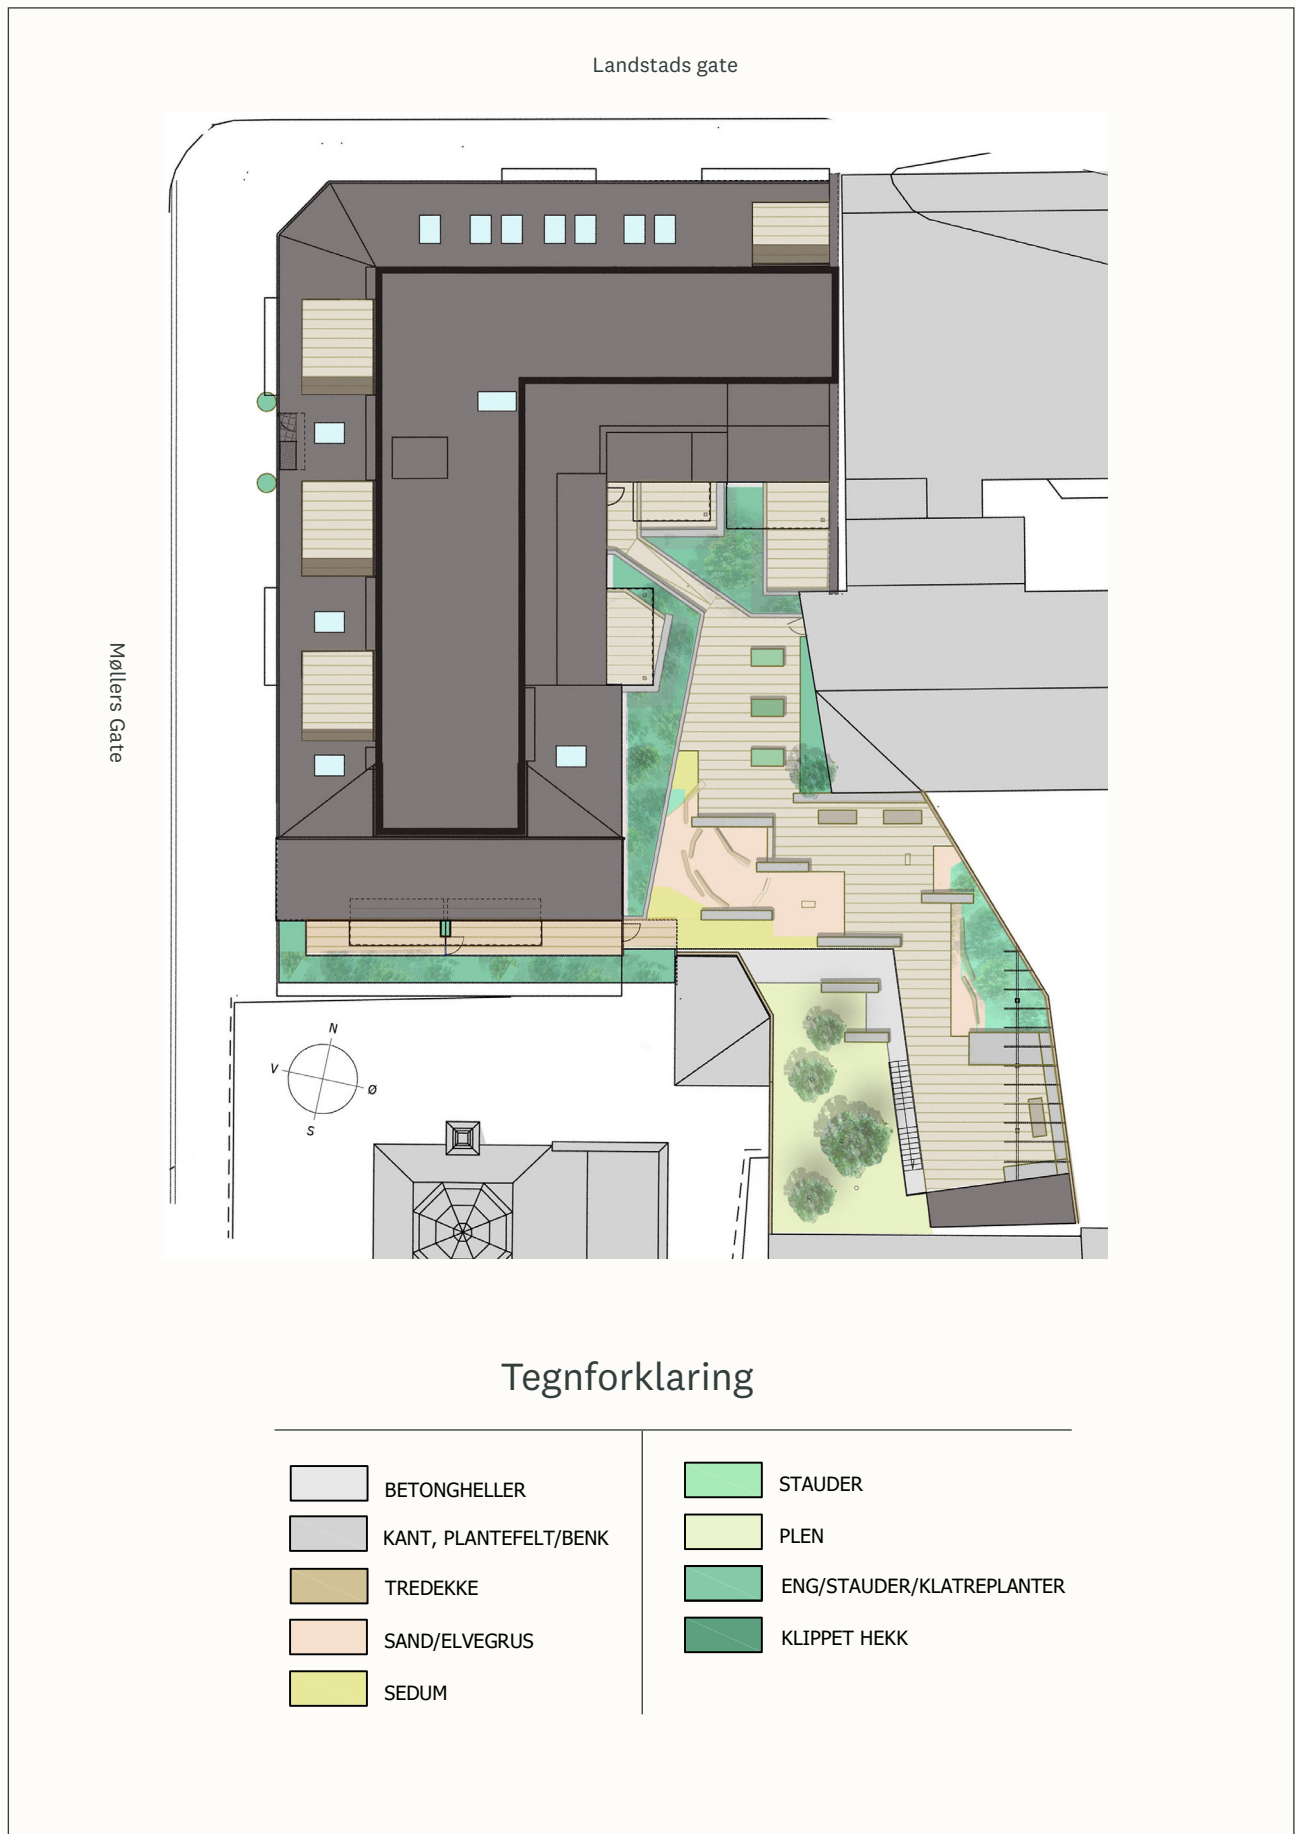 Landstads gate
Møllers Gate
N
V
Ø
S
Tegnforklaring
BETONGHELLER
KANT, PLANTEFELT/BENK
TREDEKKE
SAND/ELVEGRUS
SEDUM
STAUDER
PLEN
ENG/STAUDER/KLATREPLANTER
KLIPPET HEKK